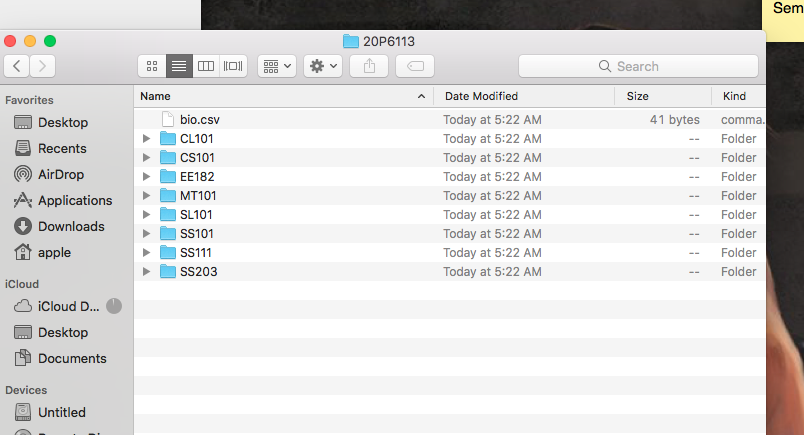 Sem
20P6113
Search
Favorites
Desktop
Recents
AirDrop
Applications
Downloads
apple
iCloud
iCloud D...
Desktop
Documents
Devices
Untitled
Name Date Modified Size Kind
bio.csv Today at 5:22 AM 41 bytes comma.
CL101 Today at 5:22 AM -- Folder
CS101 Today at 5:22 AM -- Folder
EE182 Today at 5:22 AM -- Folder
MT101 Today at 5:22 AM -- Folder
SL101 Today at 5:22 AM -- Folder
SS101 Today at 5:22 AM -- Folder
SS111 Today at 5:22 AM -- Folder
SS203 Today at 5:22 AM -- Folder